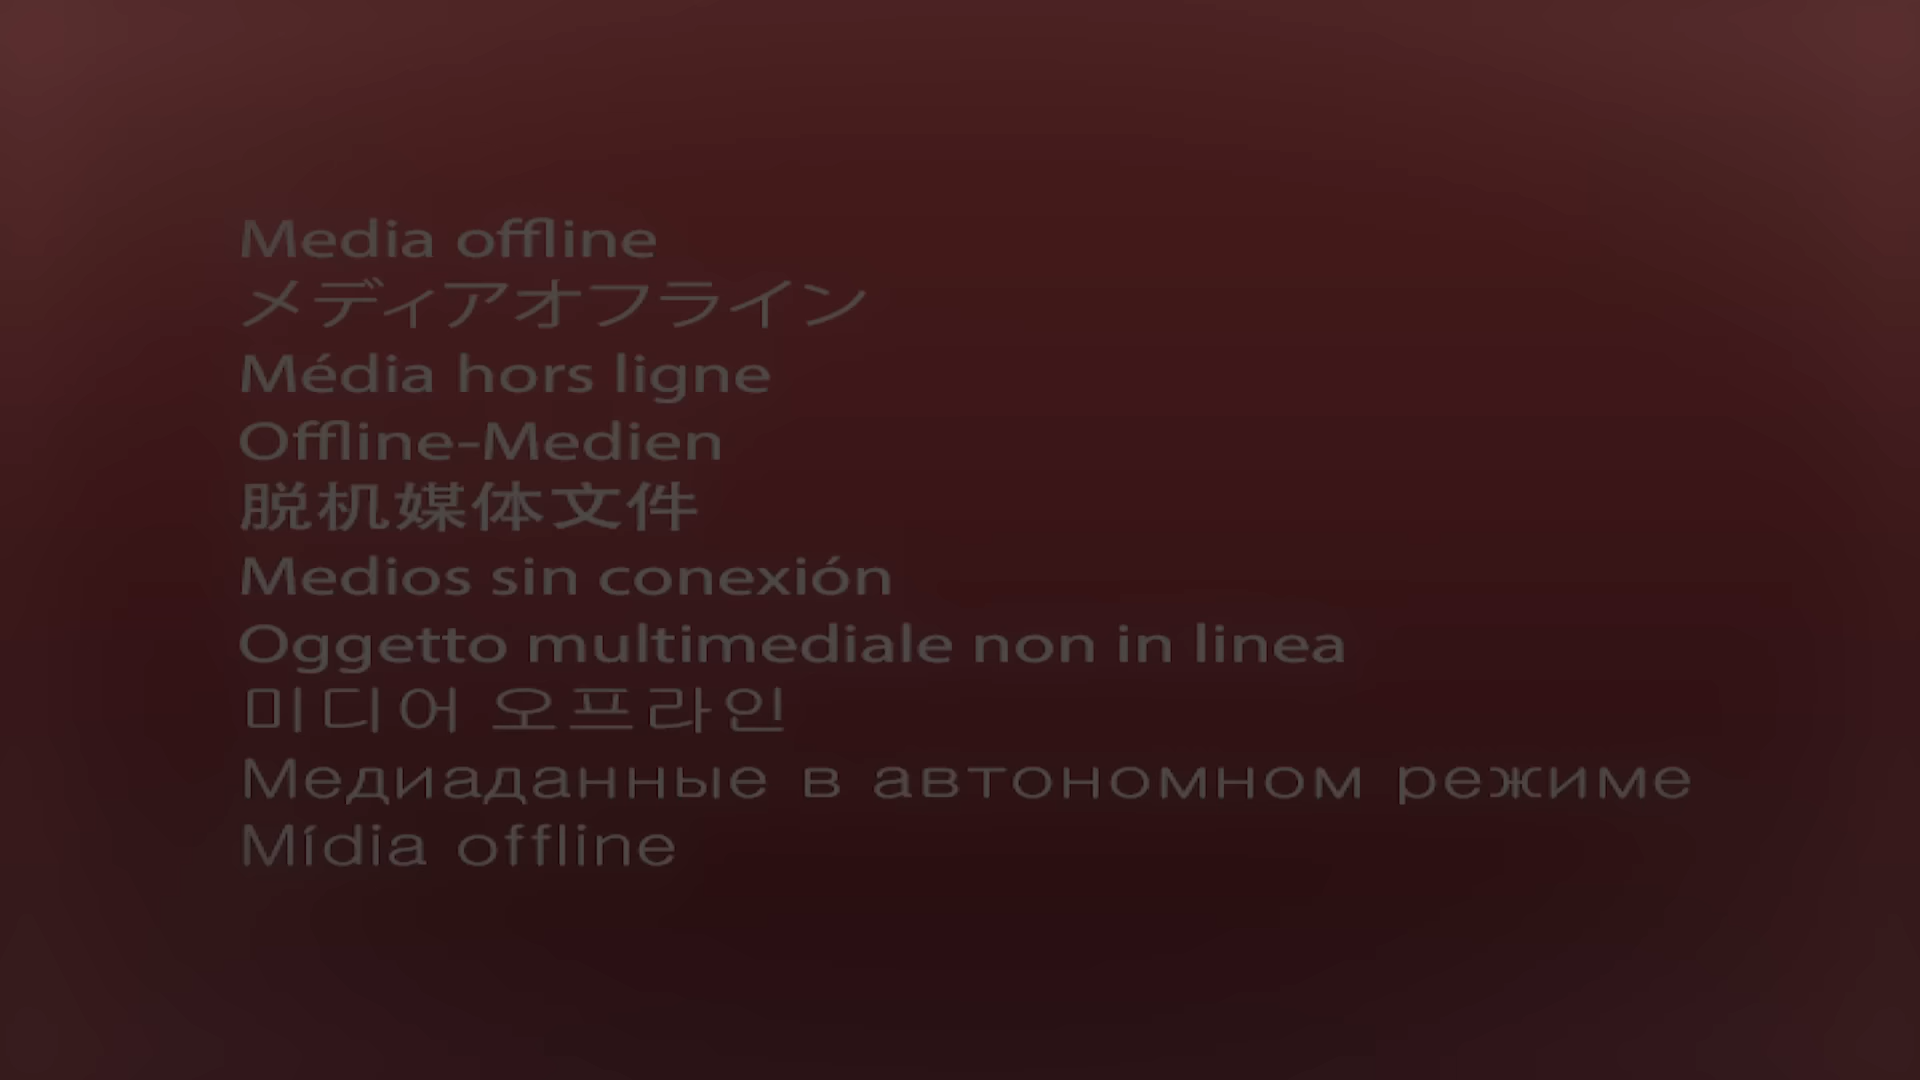 Media offline
メディアオフライン
Média hors ligne
Offline-Medien
脱机媒体文件
Medios sin conexión
Oggetto multimediale non in linea
미디어 오프라인
Медиаданные в автономном режиме
Mídia offline